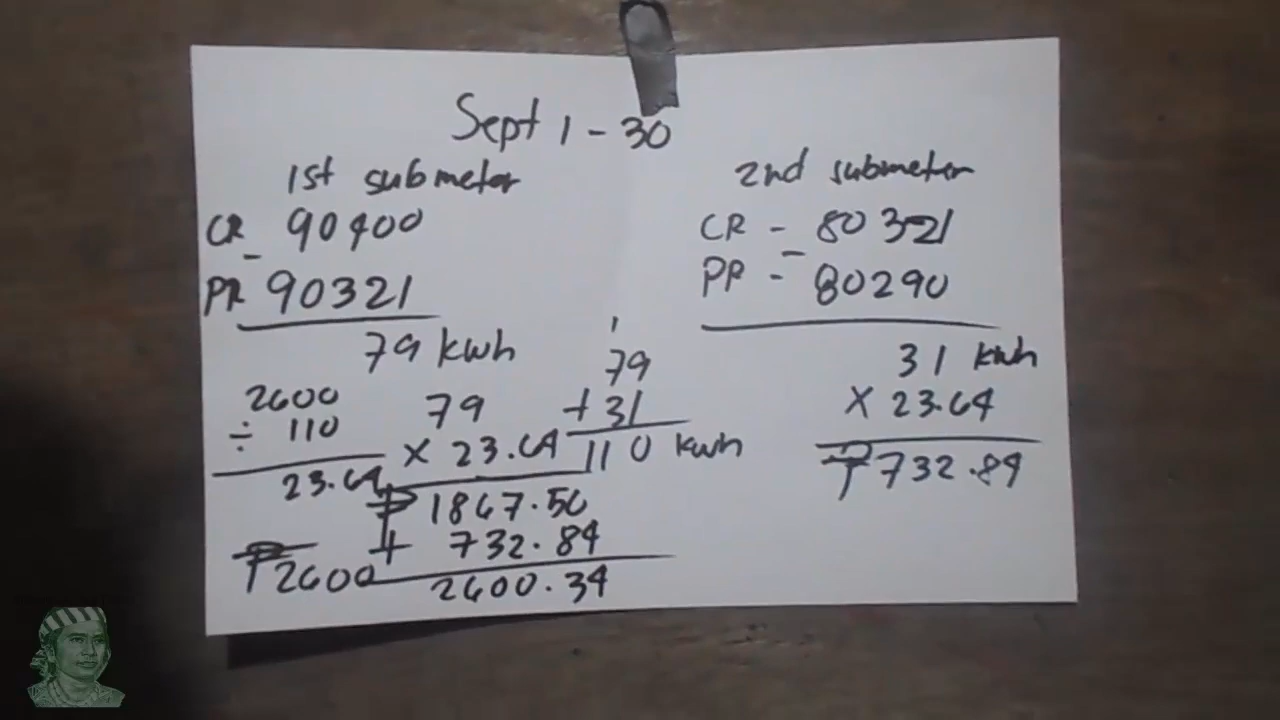 Sept 1 - 30
1st submeter
CR 90400
-
PR 90321
79 kwh
2600
÷ 110
23.64
79
x 23.64
₱ 1867.56
+ 732.84
2600.34
₱2600
1
79
+ 31
110 kwh
2nd submeter
CR - 80321
-
PR - 80290
31 kwh
x 23.64
₱ 732.84